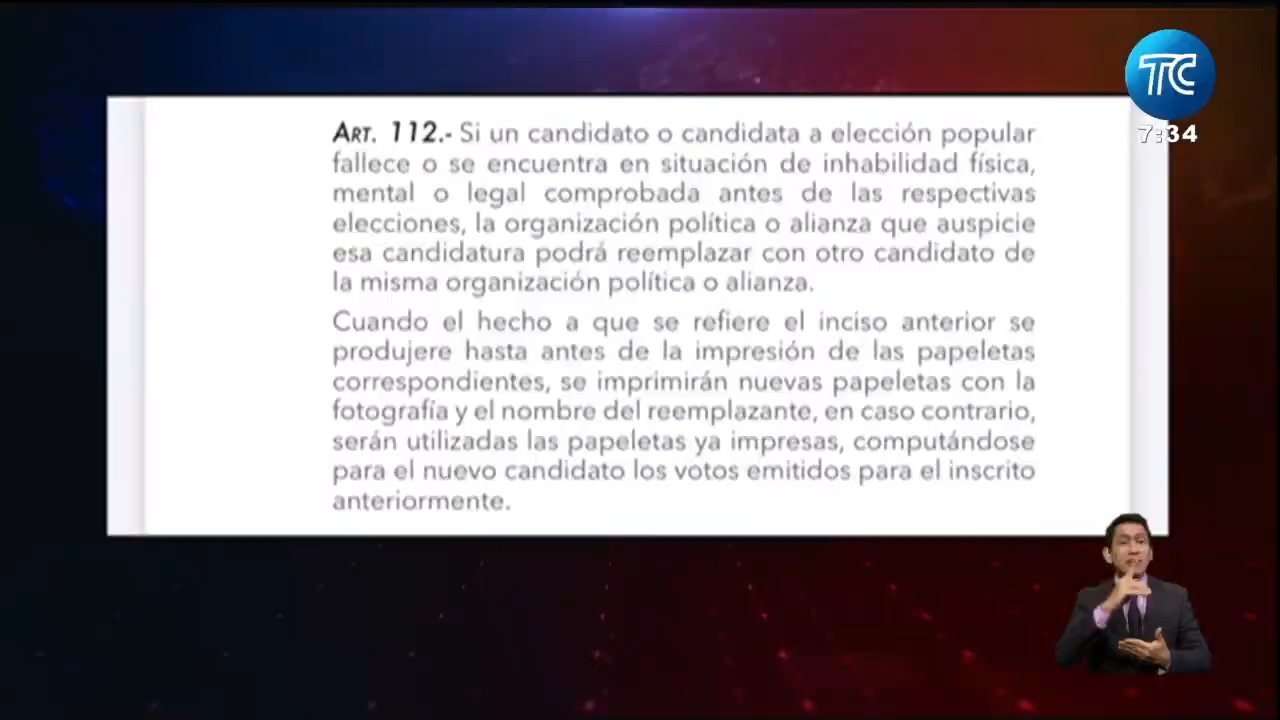 TC
7:34
ART. 112.- Si un candidato o candidata a elección popular
fallece o se encuentra en situación de inhabilidad física,
mental o legal comprobada antes de las respectivas
elecciones, la organización política o alianza que auspicie
esa candidatura podrá reemplazar con otro candidato de
la misma organización política o alianza.
Cuando el hecho a que se refiere el inciso anterior se
produjere hasta antes de la impresión de las papeletas
correspondientes, se imprimirán nuevas papeletas con la
fotografía y el nombre del reemplazante, en caso contrario,
serán utilizadas las papeletas ya impresas, computándose
para el nuevo candidato los votos emitidos para el inscrito
anteriormente.